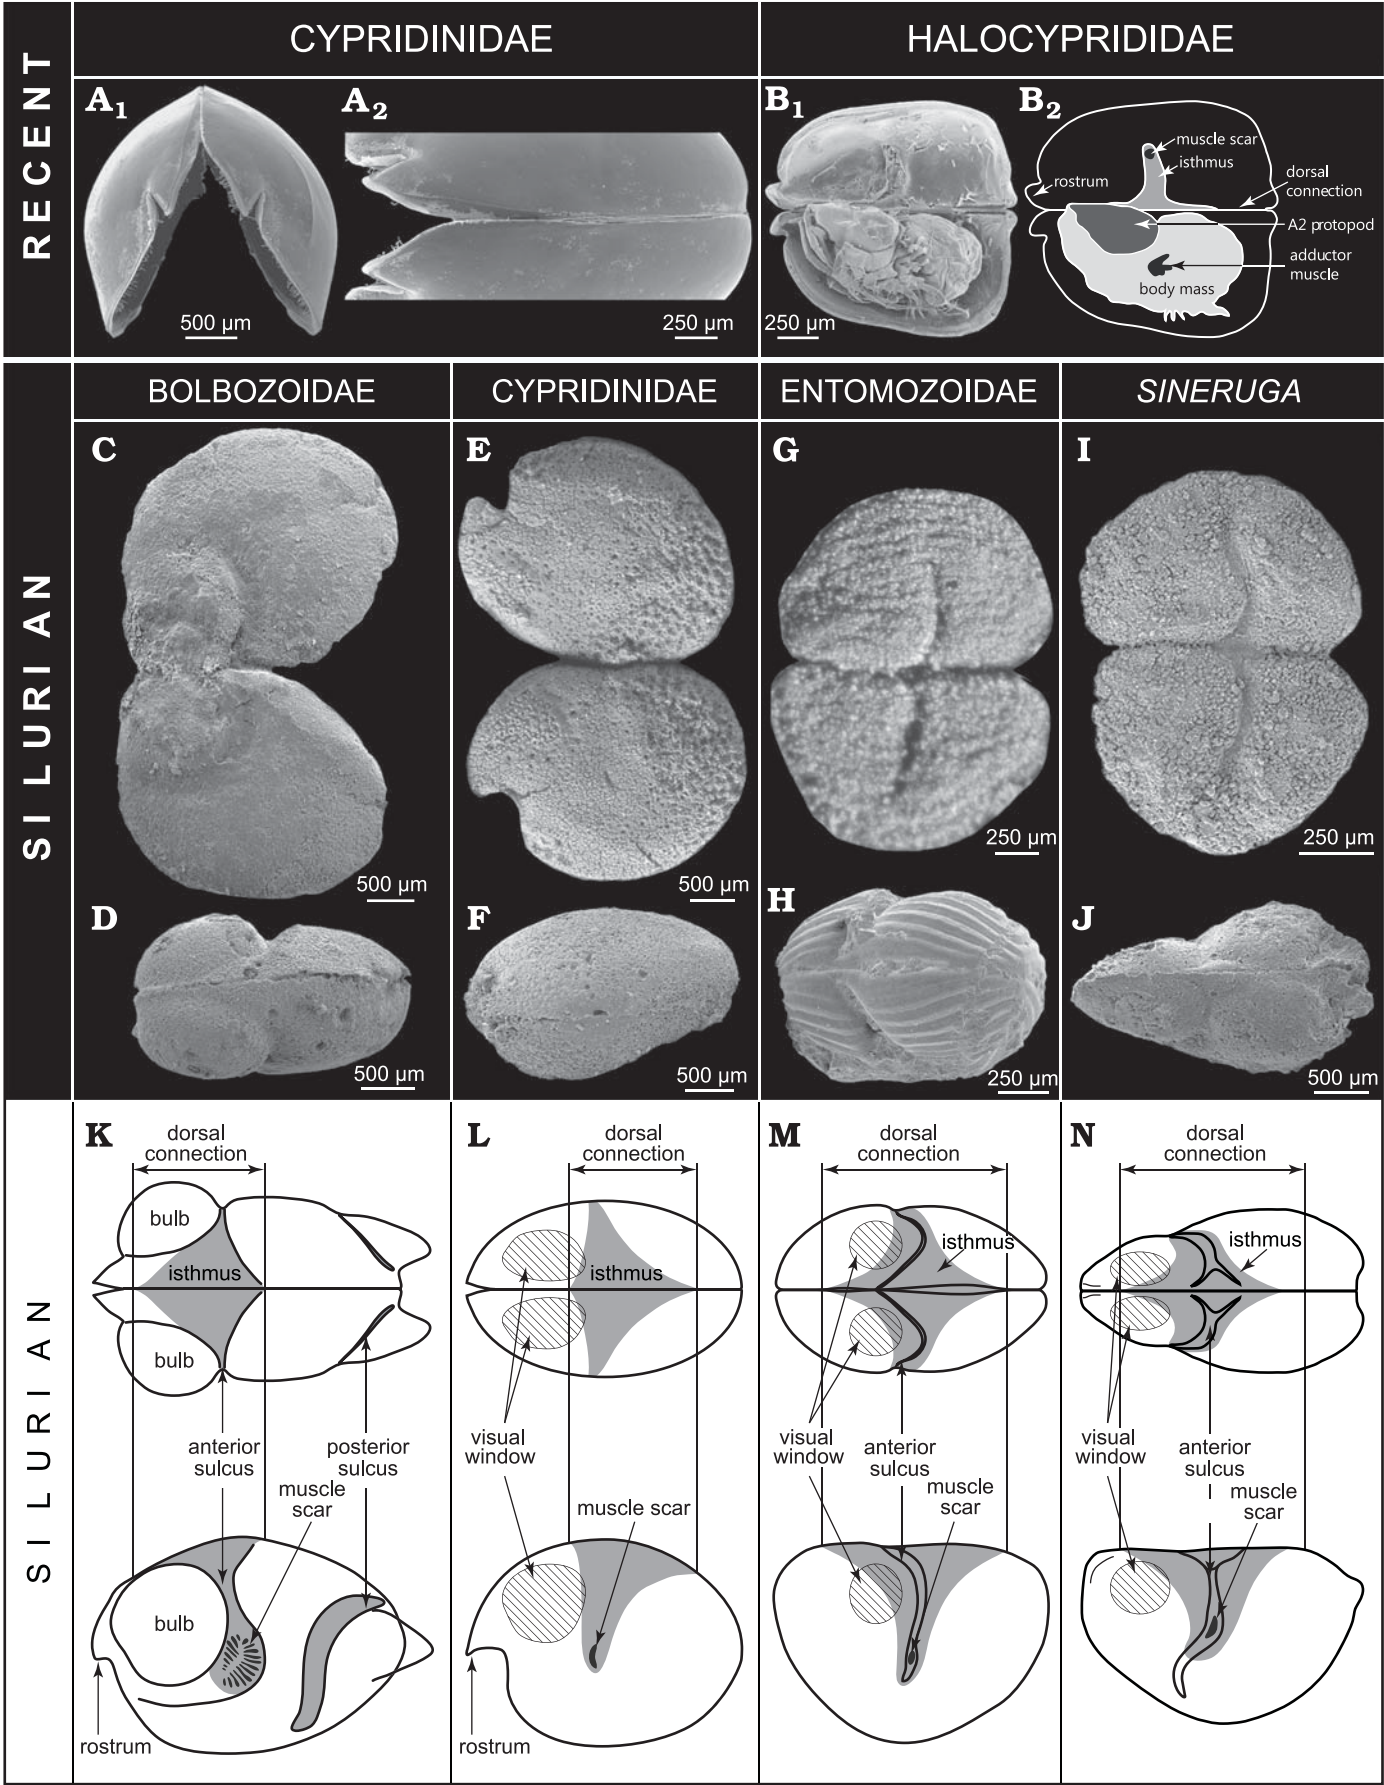 RECENT
CYPRIDINIDAE
HALOCYPRIDIDAE
A1
A2
B1
B2
500 µm
250 µm
250 µm
muscle scar
isthmus
rostrum
dorsal
connection
A2 protopod
adductor
muscle
body mass
SILURIAN
BOLBOZOIDAE
CYPRIDINIDAE
ENTOMOZOIDAE
SINERUGA
C
E
G
I
500 µm
500 µm
250 µm
250 µm
D
F
H
J
500 µm
500 µm
250 µm
500 µm
SILURIAN
K
dorsal
connection
bulb
isthmus
bulb
anterior
sulcus
posterior
sulcus
muscle
scar
bulb
rostrum
L
dorsal
connection
isthmus
visual
window
muscle scar
rostrum
M
dorsal
connection
isthmus
visual
window
anterior
sulcus
muscle
scar
N
dorsal
connection
isthmus
visual
window
anterior
sulcus
muscle
scar